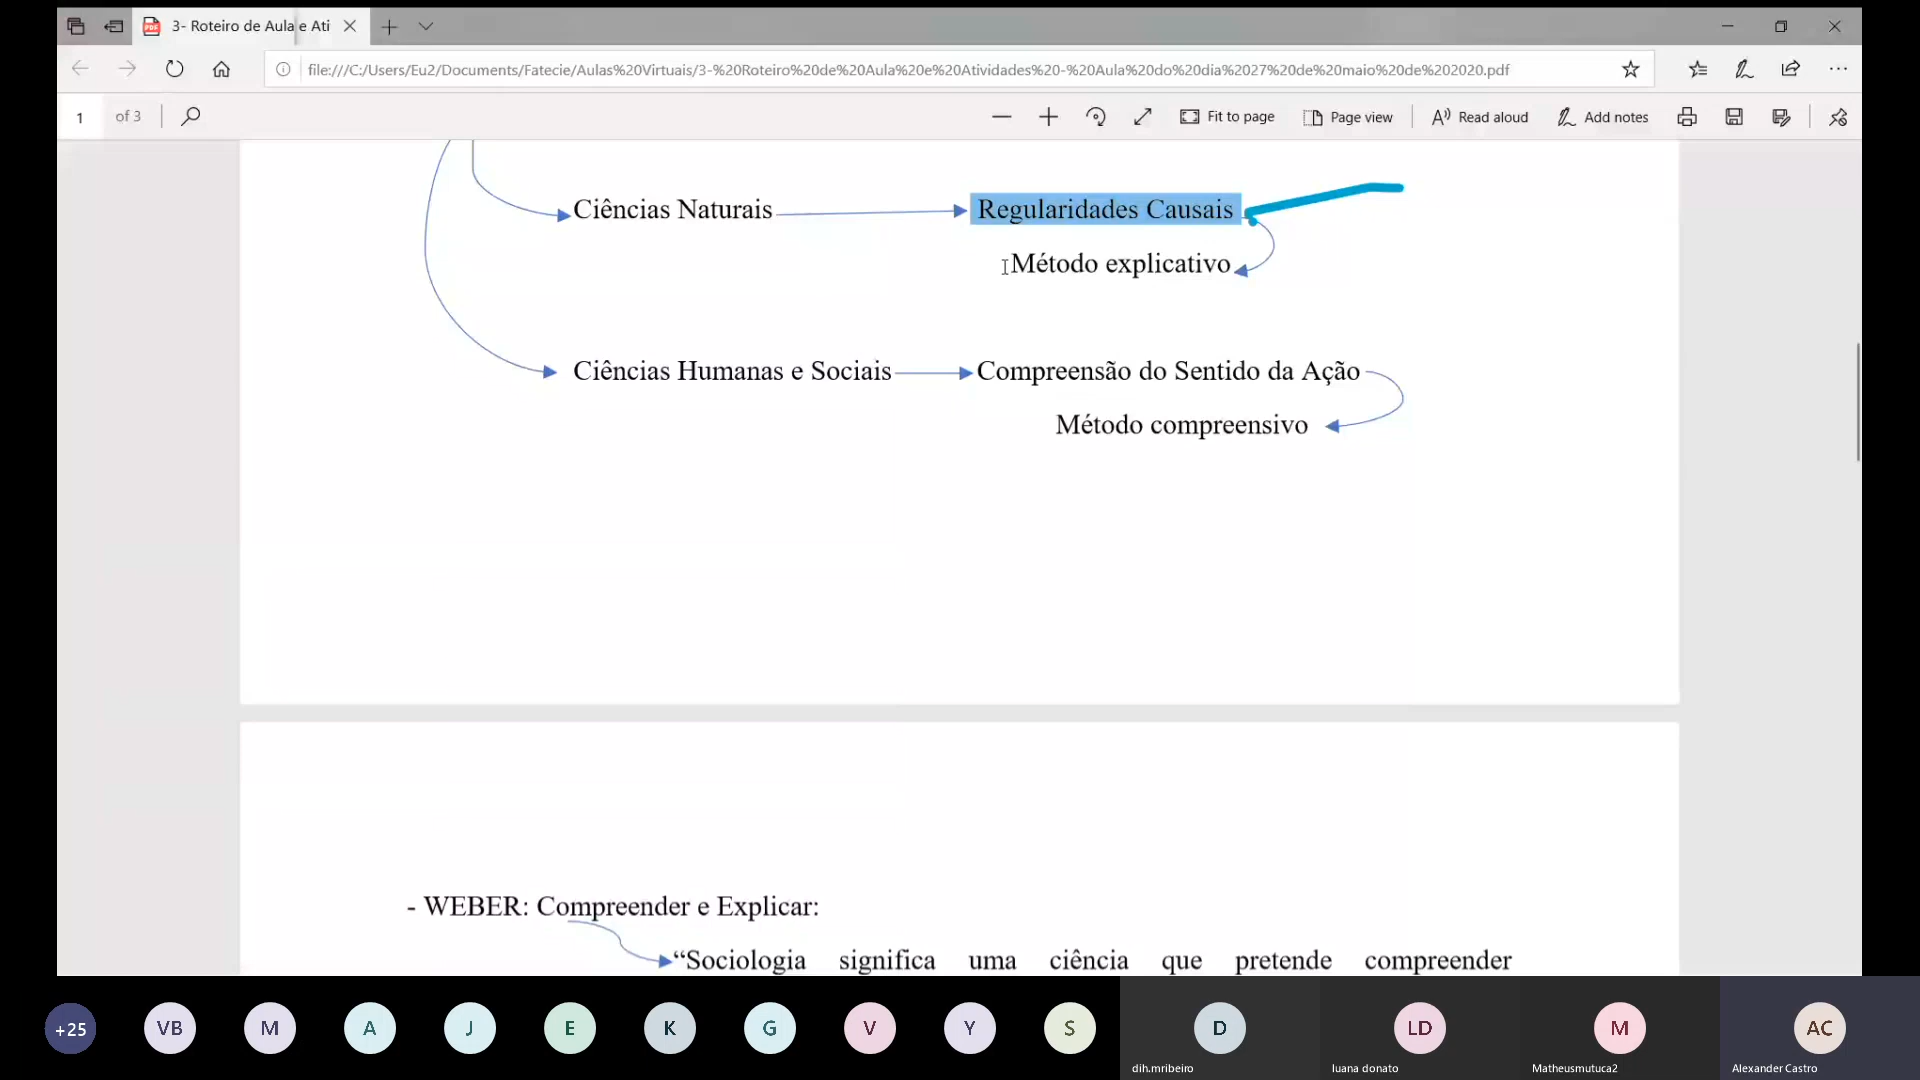 3- Roteiro de Aula e Ati
file:///C:/Users/Eu2/Documents/Fatecie/Aulas%20Virtuais/3-%20Roteiro%20de%20Aula%20e%20Atividades%20-%20Aula%20do%20dia%2027%20de%20maio%20de%202020.pdf
1 of 3 Fit to page Page view Read aloud Add notes
Ciências Naturais Regularidades Causais
Método explicativo
Ciências Humanas e Sociais Compreensão do Sentido da Ação
Método compreensivo
- WEBER: Compreender e Explicar:
“Sociologia significa uma ciência que pretende compreender
+25 VB M A J E K G V Y S D LD M AC
dih.mribeiro luana donato Matheusmutuca2 Alexander Castro